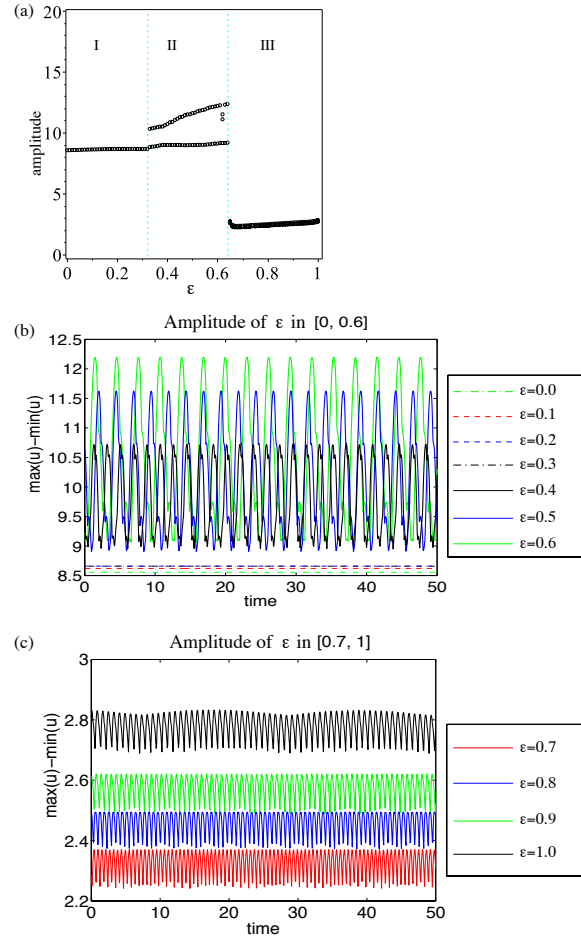 (a)
20
15
10
5
0
amplitude
I II III
0 0.2 0.4 0.6 0.8 1
ε
(b)
Amplitude of ε in [0, 0.6]
12.5
12
11.5
11
10.5
10
9.5
9
8.5
max(u)−min(u)
0 10 20 30 40 50
time
ε=0.0
ε=0.1
ε=0.2
ε=0.3
ε=0.4
ε=0.5
ε=0.6
(c)
Amplitude of ε in [0.7, 1]
3
2.8
2.6
2.4
2.2
max(u)−min(u)
0 10 20 30 40 50
time
ε=0.7
ε=0.8
ε=0.9
ε=1.0